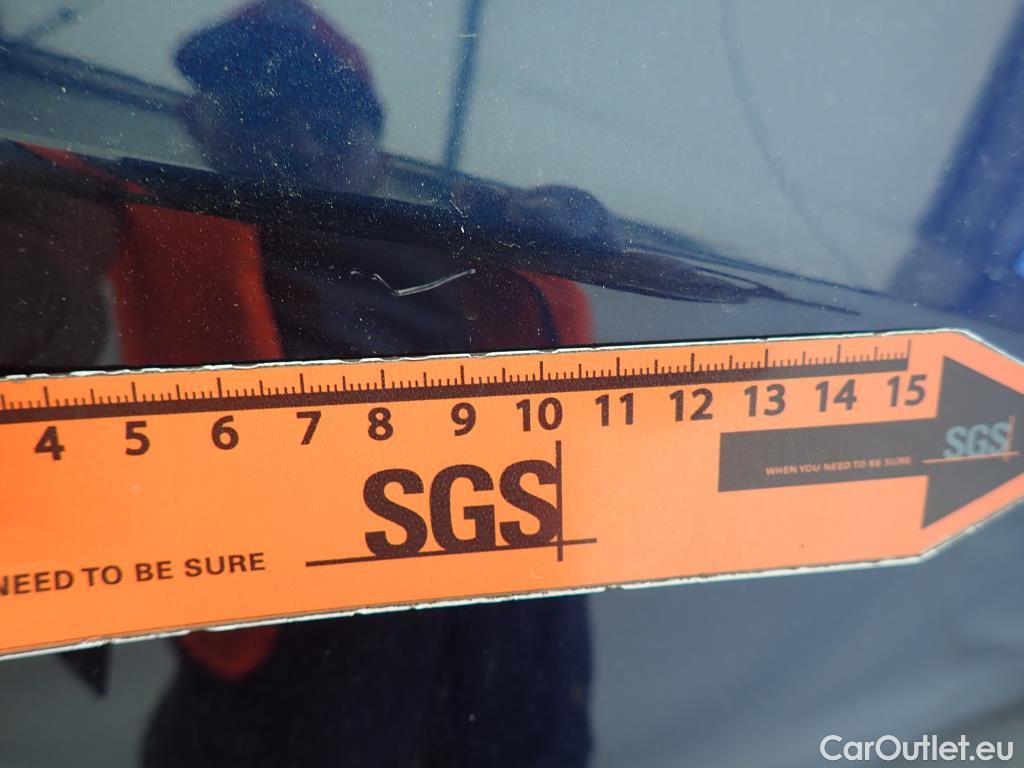 4 5 6 7 8 9 10 11 12 13 14 15
SGS
WHEN YOU NEED TO BE SURE
SGS
NEED TO BE SURE
CarOutlet.eu